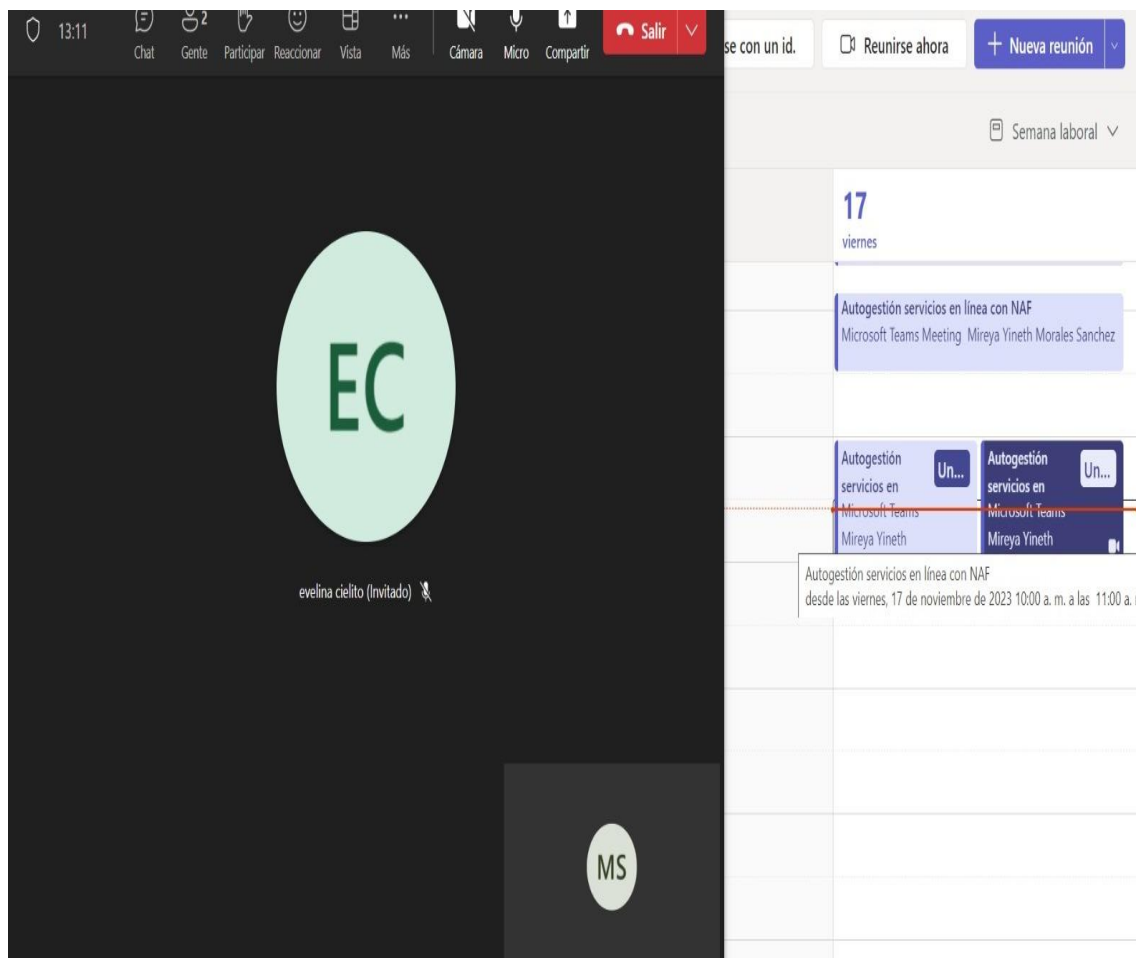 13:11
2
Chat
Gente
Participar
Reaccionar
Vista
Más
Cámara
Micro
Compartir
Salir
se con un id.
Reunirse ahora
Nueva reunión
Semana laboral
17
viernes
Autogestión servicios en línea con NAF
Microsoft Teams Meeting Mireya Yineth Morales Sanchez
Autogestión
servicios en
Microsoft Teams
Mireya Yineth
Un...
Autogestión
servicios en
Microsoft Teams
Mireya Yineth
Un...
Autogestión servicios en línea con NAF
desde las viernes, 17 de noviembre de 2023 10:00 a. m. a las 11:00 a.
EC
evelina cielito (Invitado)
MS